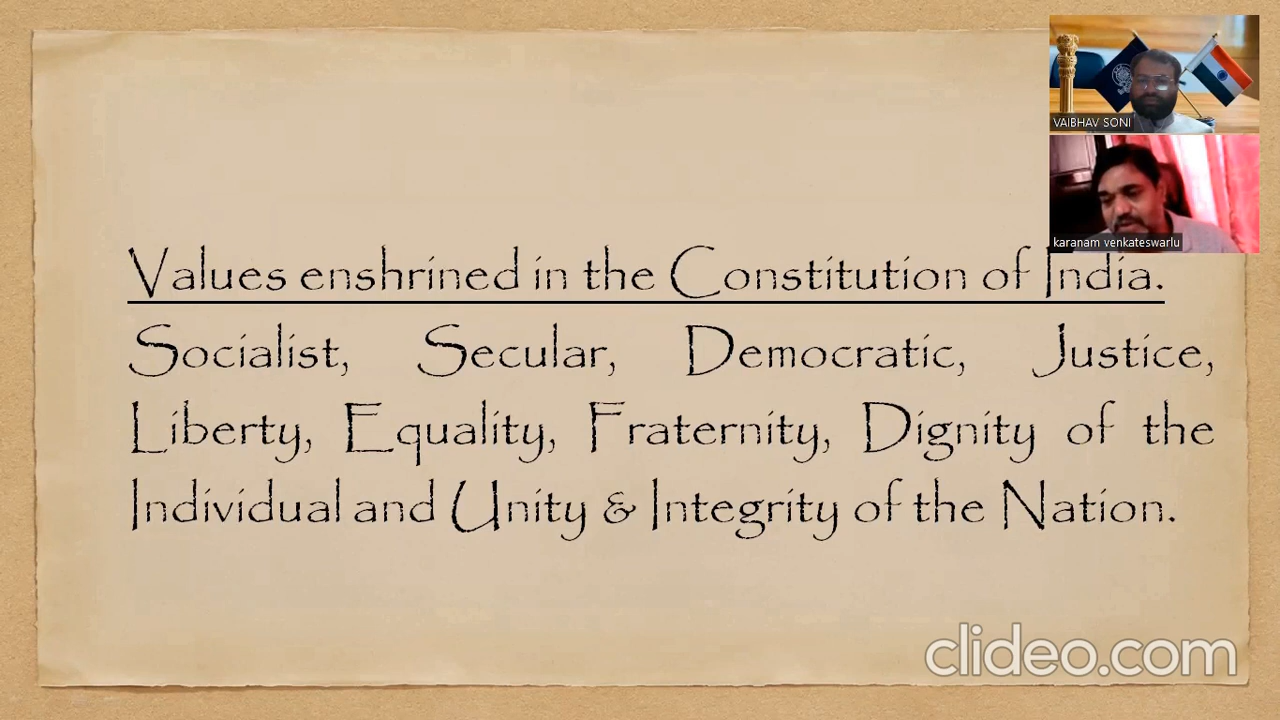 VAIBHAV SONI
karanam venkateswarlu
Values enshrined in the Constitution of India.
Socialist, Secular, Democratic, Justice,
Liberty, Equality, Fraternity, Dignity of the
Individual and Unity & Integrity of the Nation.
clideo.com